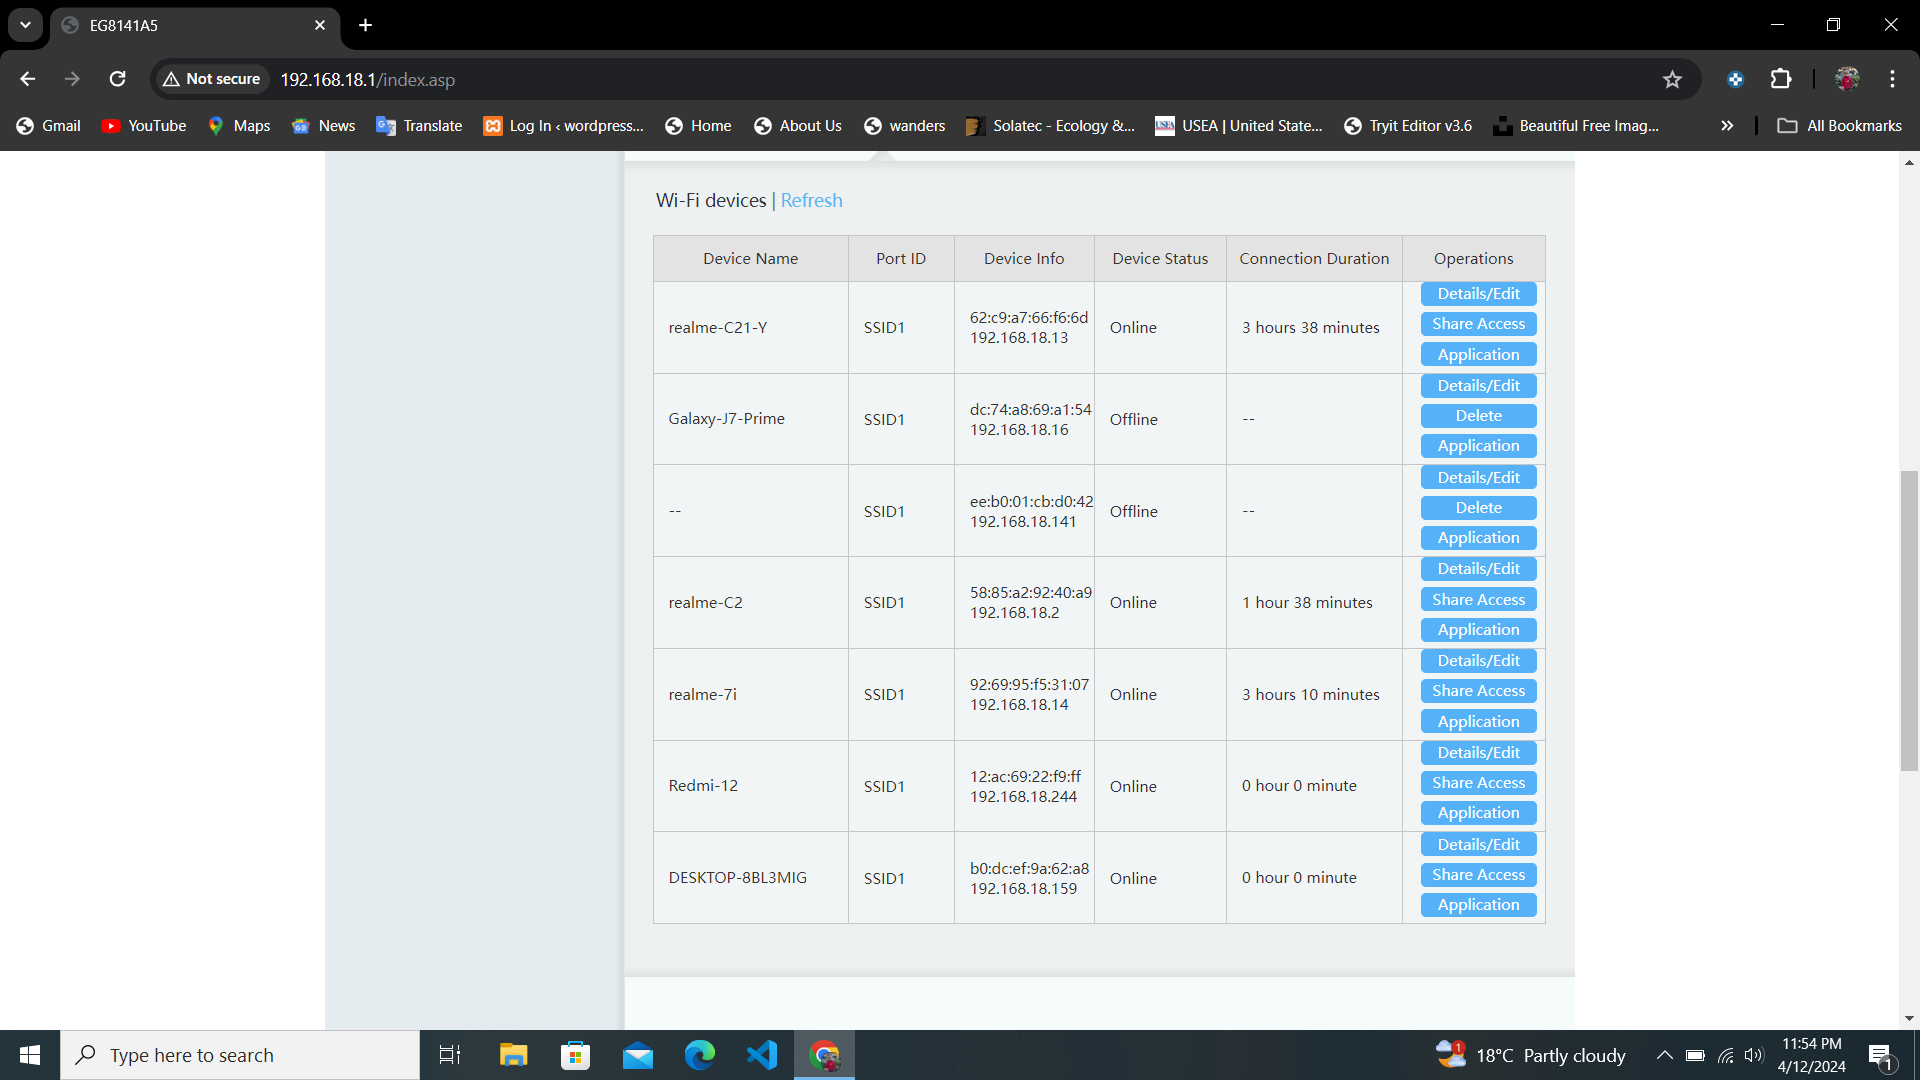 EG8141A5
Not secure 192.168.18.1/index.asp
Gmail YouTube Maps News Translate Log In ‹ wordpress... Home About Us wanders Solatec - Ecology &... USEA | United State... Tryit Editor v3.6 Beautiful Free Imag... » All Bookmarks
Wi-Fi devices | Refresh
Device Name Port ID Device Info Device Status Connection Duration Operations
realme-C21-Y SSID1 62:c9:a7:66:f6:6d Online 3 hours 38 minutes Details/Edit
192.168.18.13 Share Access
Application
Galaxy-J7-Prime SSID1 dc:74:a8:69:a1:54 Offline -- Details/Edit
192.168.18.16 Delete
Application
-- SSID1 ee:b0:01:cb:d0:42 Offline -- Details/Edit
192.168.18.141 Delete
Application
realme-C2 SSID1 58:85:a2:92:40:a9 Online 1 hour 38 minutes Details/Edit
192.168.18.2 Share Access
Application
realme-7i SSID1 92:69:95:f5:31:07 Online 3 hours 10 minutes Details/Edit
192.168.18.14 Share Access
Application
Redmi-12 SSID1 12:ac:69:22:f9:ff Online 0 hour 0 minute Details/Edit
192.168.18.244 Share Access
Application
DESKTOP-8BL3MIG SSID1 b0:dc:ef:9a:62:a8 Online 0 hour 0 minute Details/Edit
192.168.18.159 Share Access
Application
Type here to search
1 18°C Partly cloudy
11:54 PM
4/12/2024
1